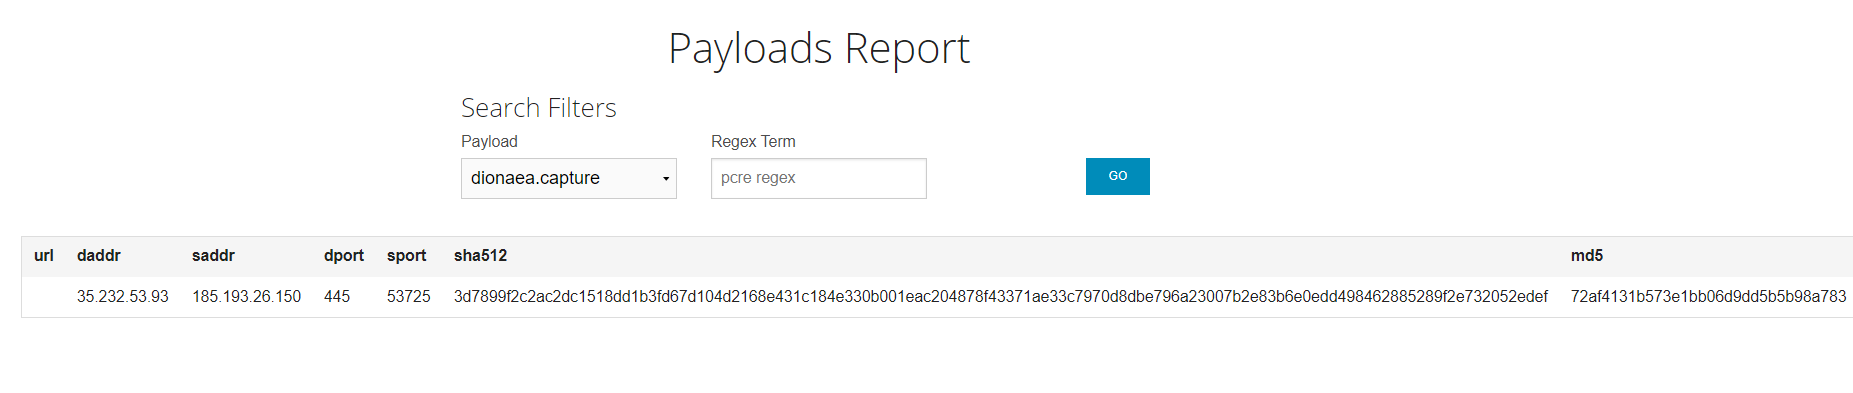 Payloads Report
Search Filters
Payload Regex Term
dionaea.capture pcre regex GO
url daddr saddr dport sport sha512 md5
35.232.53.93 185.193.26.150 445 53725 3d7899f2c2ac2dc1518dd1b3fd67d104d2168e431c184e330b001eac204878f43371ae33c7970d8dbe796a23007b2e83b6e0edd498462885289f2e732052edef 72af4131b573e1bb06d9dd5b5b98a783